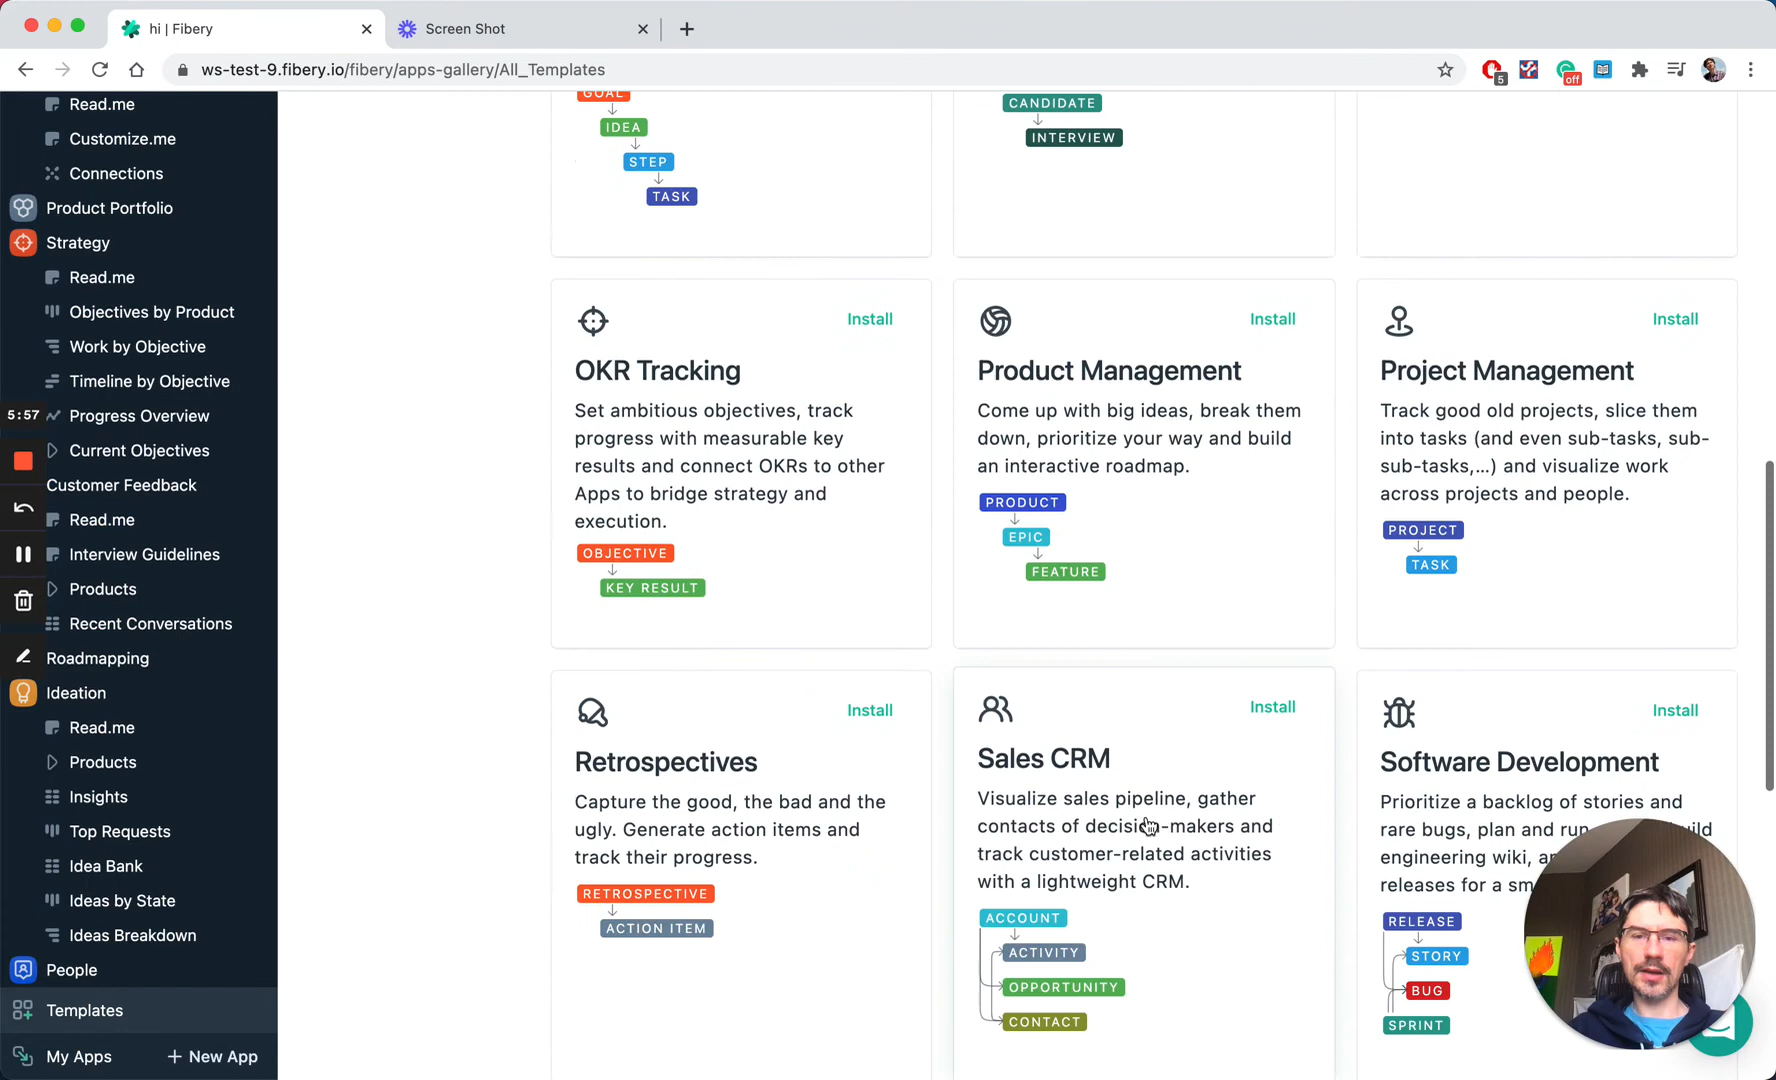 hi | Fibery
Screen Shot
ws-test-9.fibery.io/fibery/apps-gallery/All_Templates
5
off
Read.me
Customize.me
Connections
Product Portfolio
Strategy
Read.me
Objectives by Product
Work by Objective
Timeline by Objective
5:57
Progress Overview
Current Objectives
Customer Feedback
Read.me
Interview Guidelines
Products
Recent Conversations
Roadmapping
Ideation
Read.me
Products
Insights
Top Requests
Idea Bank
Ideas by State
Ideas Breakdown
People
Templates
My Apps
+ New App
GOAL
IDEA
STEP
TASK
CANDIDATE
INTERVIEW
Install
OKR Tracking
Set ambitious objectives, track
progress with measurable key
results and connect OKRs to other
Apps to bridge strategy and
execution.
OBJECTIVE
KEY RESULT
Install
Product Management
Come up with big ideas, break them
down, prioritize your way and build
an interactive roadmap.
PRODUCT
EPIC
FEATURE
Install
Project Management
Track good old projects, slice them
into tasks (and even sub-tasks, sub-
sub-tasks,...) and visualize work
across projects and people.
PROJECT
TASK
Install
Retrospectives
Capture the good, the bad and the
ugly. Generate action items and
track their progress.
RETROSPECTIVE
ACTION ITEM
Install
Sales CRM
Visualize sales pipeline, gather
contacts of decision-makers and
track customer-related activities
with a lightweight CRM.
ACCOUNT
ACTIVITY
OPPORTUNITY
CONTACT
Install
Software Development
Prioritize a backlog of stories and
rare bugs, plan and run
engineering wiki,
releases for a
RELEASE
STORY
BUG
SPRINT